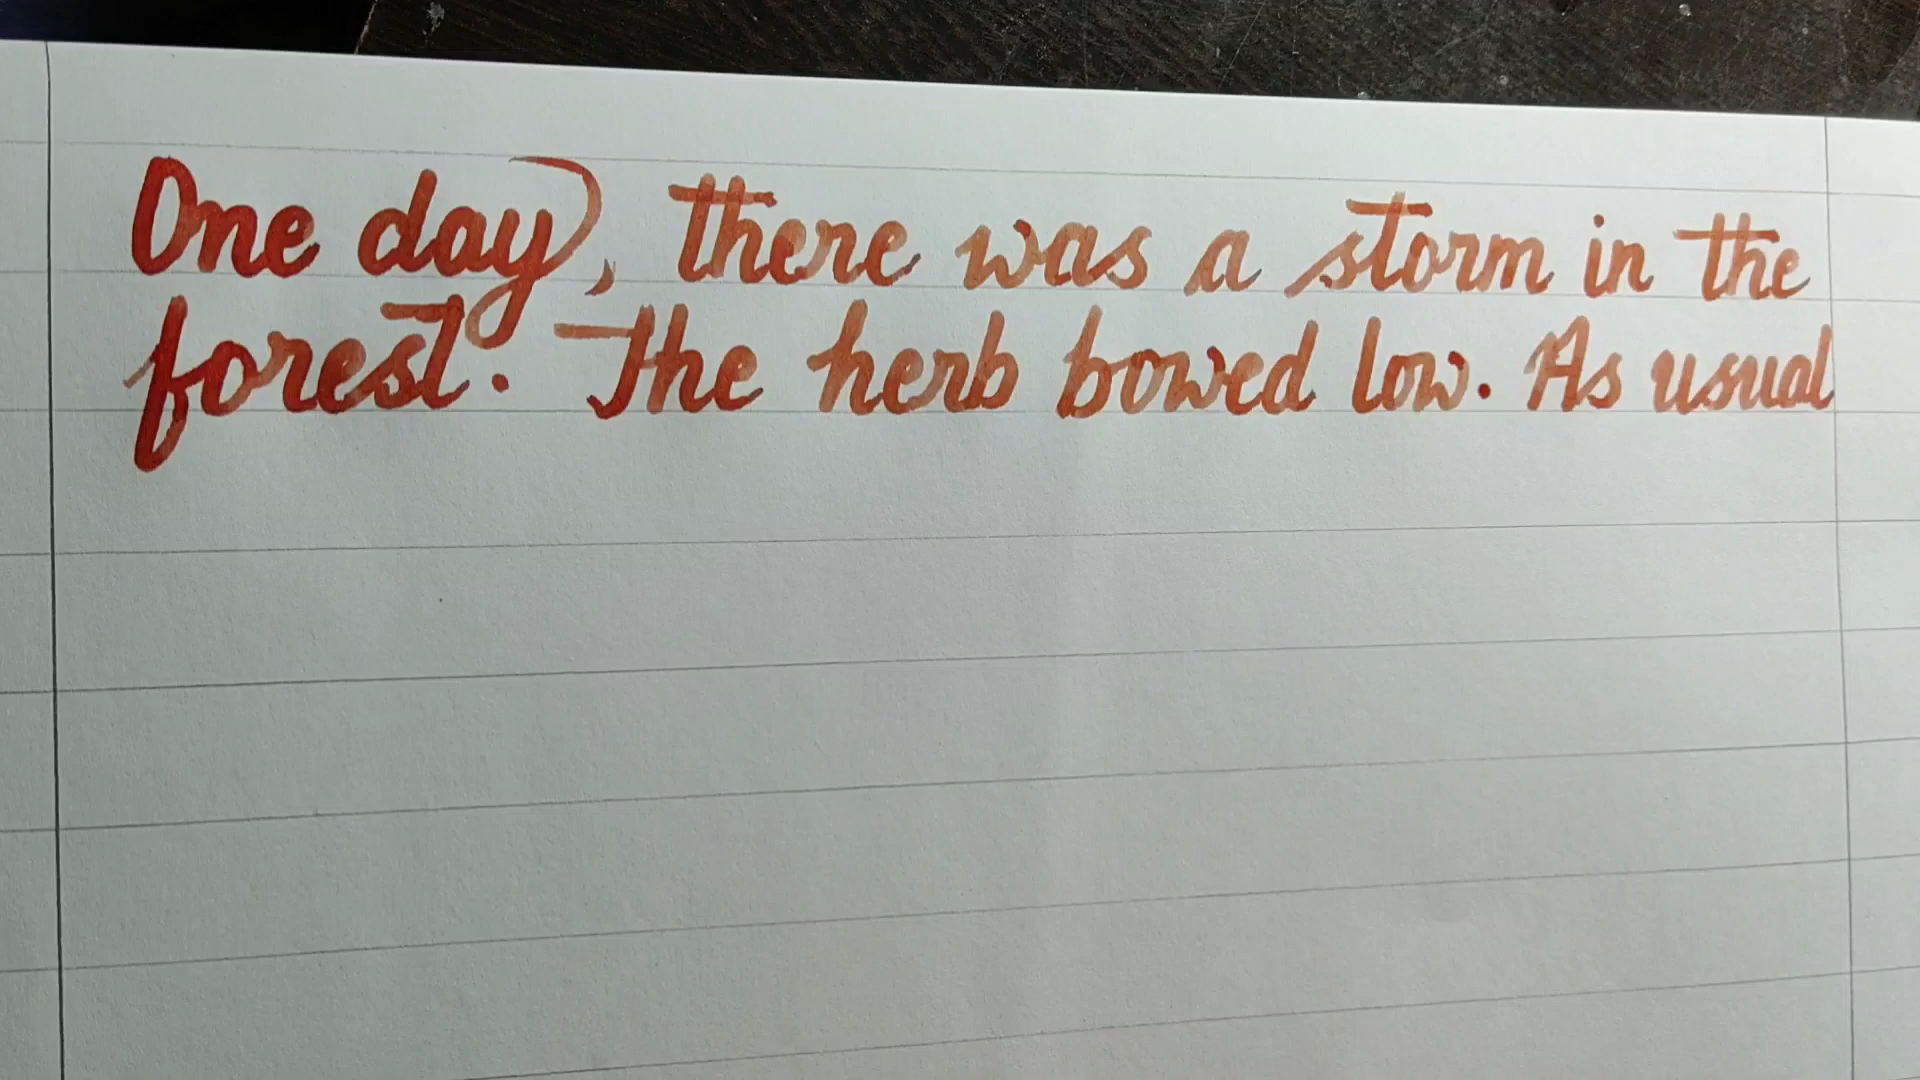 One day, there was a storm in the
forest. The herb bowed low. As usual